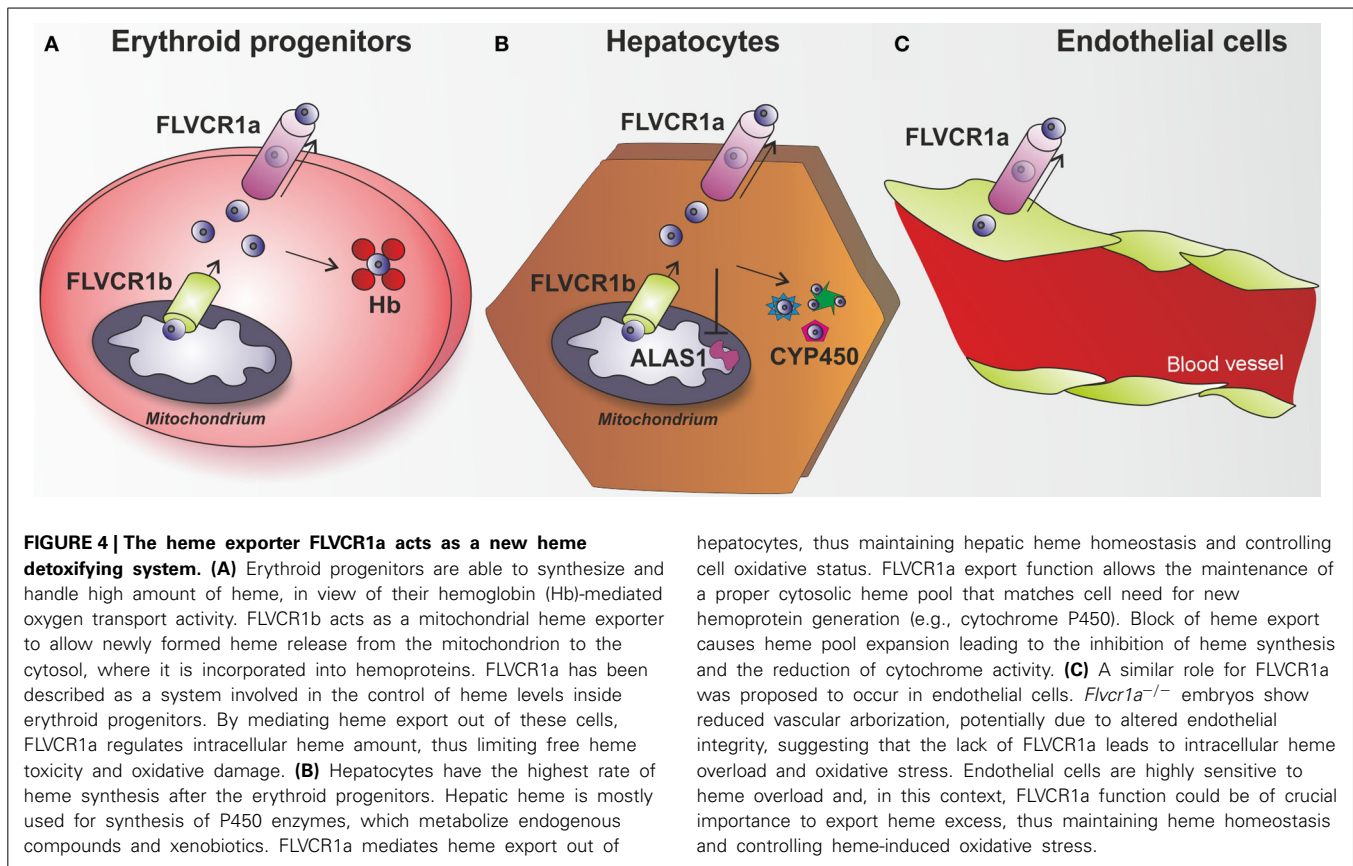 A Erythroid progenitors
FLVCR1a
FLVCR1b
Hb
Mitochondrium
B Hepatocytes
FLVCR1a
FLVCR1b
ALAS1
CYP450
Mitochondrium
C Endothelial cells
FLVCR1a
Blood vessel
FIGURE 4 | The heme exporter FLVCR1a acts as a new heme
detoxifying system. (A) Erythroid progenitors are able to synthesize and
handle high amount of heme, in view of their hemoglobin (Hb)-mediated
oxygen transport activity. FLVCR1b acts as a mitochondrial heme exporter
to allow newly formed heme release from the mitochondrion to the
cytosol, where it is incorporated into hemoproteins. FLVCR1a has been
described as a system involved in the control of heme levels inside
erythroid progenitors. By mediating heme export out of these cells,
FLVCR1a regulates intracellular heme amount, thus limiting free heme
toxicity and oxidative damage. (B) Hepatocytes have the highest rate of
heme synthesis after the erythroid progenitors. Hepatic heme is mostly
used for synthesis of P450 enzymes, which metabolize endogenous
compounds and xenobiotics. FLVCR1a mediates heme export out of
hepatocytes, thus maintaining hepatic heme homeostasis and controlling
cell oxidative status. FLVCR1a export function allows the maintenance of
a proper cytosolic heme pool that matches cell need for new
hemoprotein generation (e.g., cytochrome P450). Block of heme export
causes heme pool expansion leading to the inhibition of heme synthesis
and the reduction of cytochrome activity. (C) A similar role for FLVCR1a
was proposed to occur in endothelial cells. Flvcr1a−/− embryos show
reduced vascular arborization, potentially due to altered endothelial
integrity, suggesting that the lack of FLVCR1a leads to intracellular heme
overload and oxidative stress. Endothelial cells are highly sensitive to
heme overload and, in this context, FLVCR1a function could be of crucial
importance to export heme excess, thus maintaining heme homeostasis
and controlling heme-induced oxidative stress.